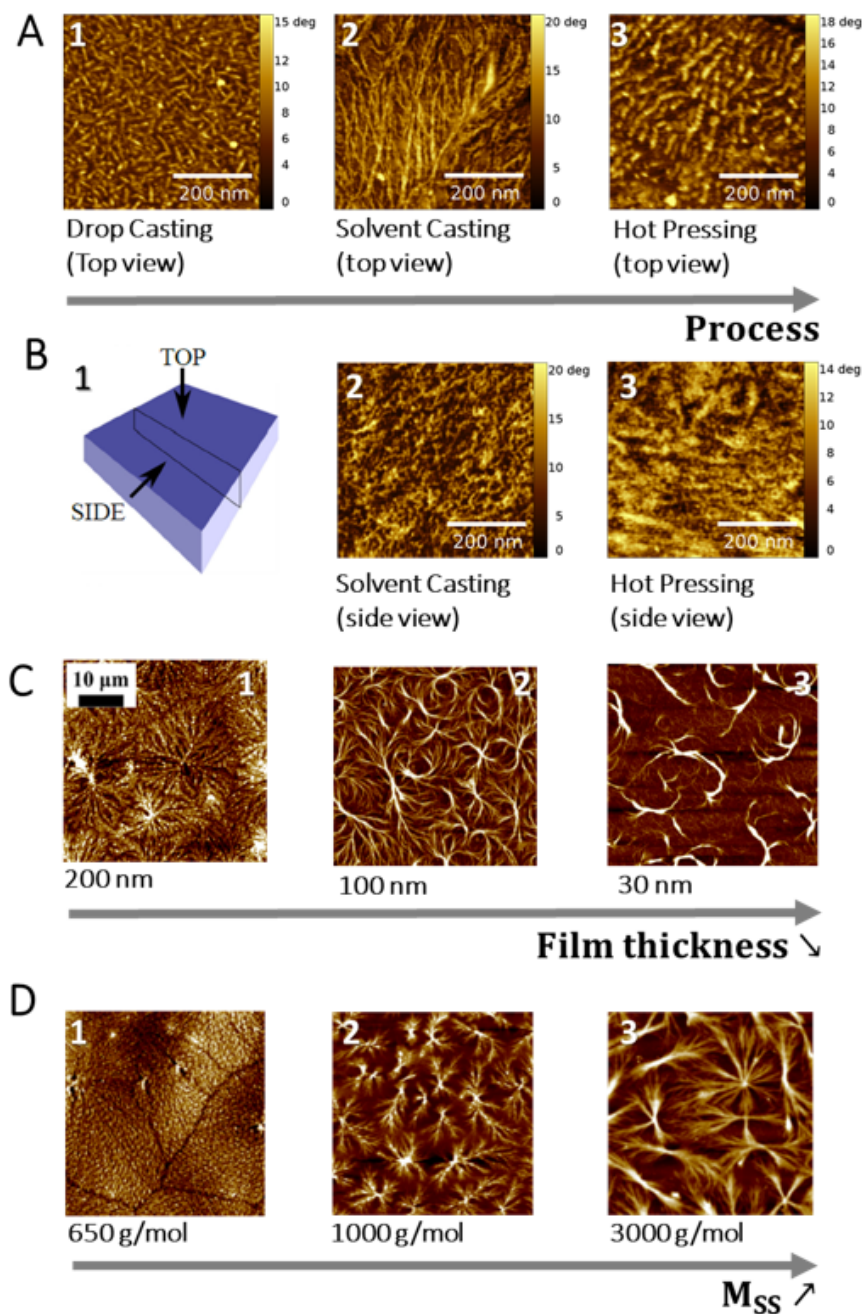 A
1
15 deg
12
10
8
6
4
0
200 nm
2
20 deg
15
10
5
0
200 nm
3
18 deg
16
14
12
10
8
6
4
0
200 nm
Drop Casting
(Top view)
Solvent Casting
(top view)
Hot Pressing
(top view)
Process
B
1
TOP
SIDE
2
20 deg
15
10
5
0
200 nm
3
14 deg
12
10
8
6
4
0
200 nm
Solvent Casting
(side view)
Hot Pressing
(side view)
C
10 µm
1
2
3
200 nm
100 nm
30 nm
Film thickness ↘
D
1
2
3
650 g/mol
1000 g/mol
3000 g/mol
M_SS ↗